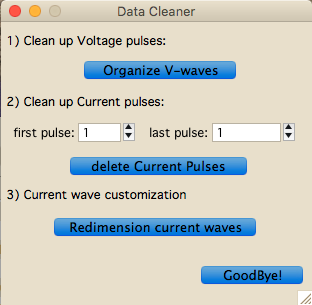 Data Cleaner
1) Clean up Voltage pulses:
Organize V-waves
2) Clean up Current pulses:
first pulse: 1 last pulse: 1
delete Current Pulses
3) Current wave customization
Redimension current waves
GoodBye!